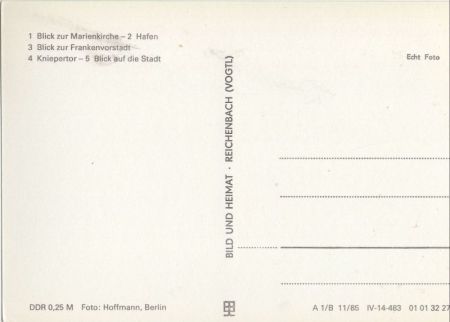 1 Blick zur Marienkirche – 2 Hafen
3 Blick zur Frankenvorstadt
4 Kniepertor – 5 Blick auf die Stadt
Echt Foto
BILD UND HEIMAT · REICHENBACH (VOGTL)
DDR 0,25 M Foto: Hoffmann, Berlin
A 1/B 11/85 IV-14-483 01 01 32 27